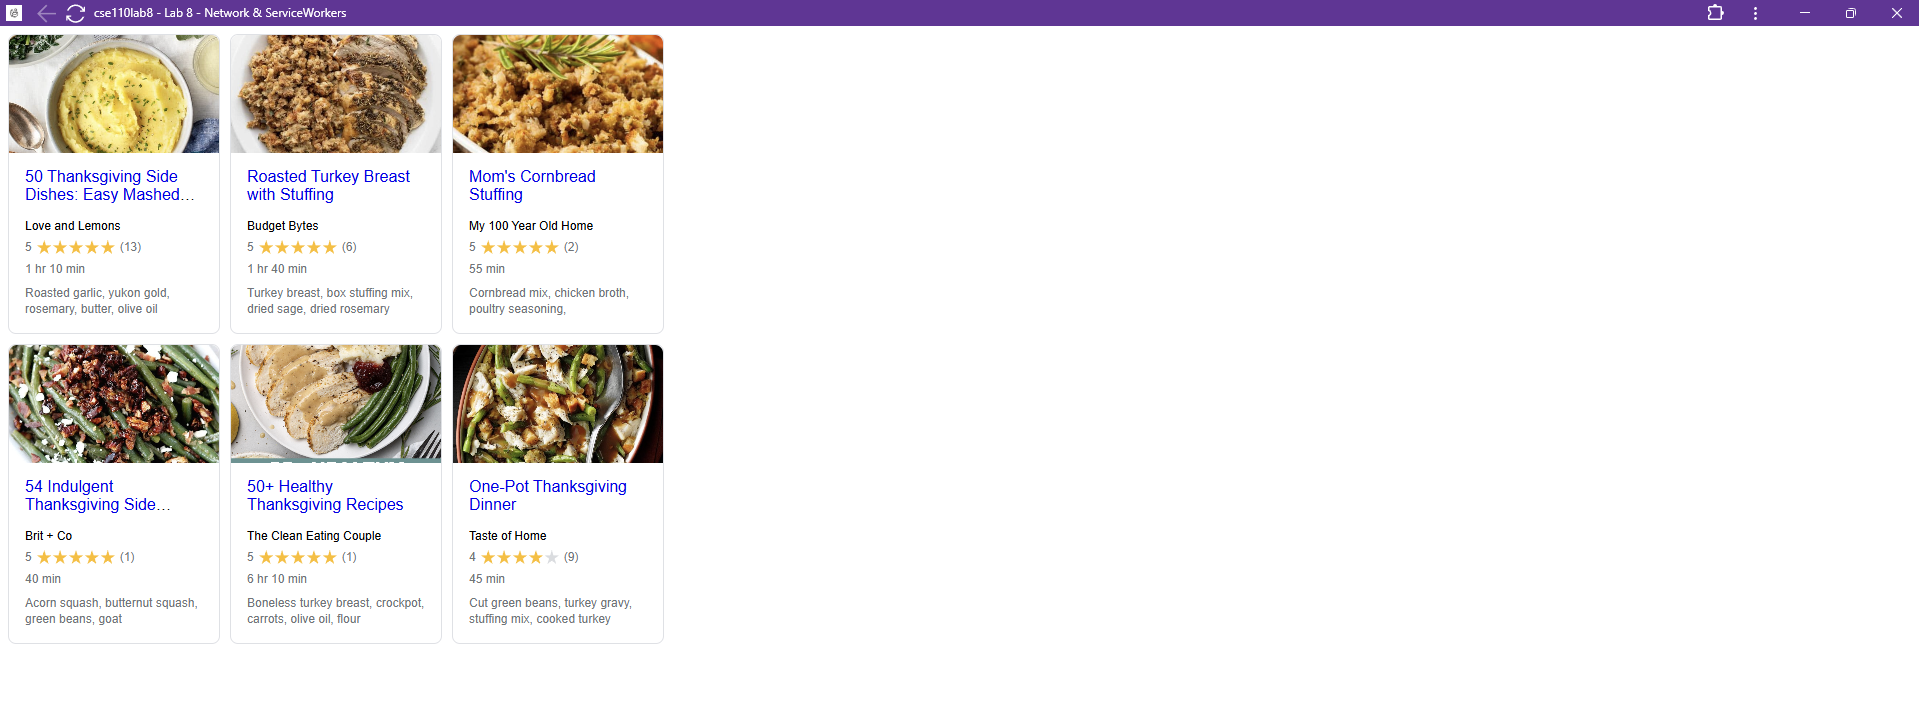 cse110lab8 - Lab 8 - Network & ServiceWorkers
50 Thanksgiving Side
Dishes: Easy Mashed…
Love and Lemons
5 (13)
1 hr 10 min
Roasted garlic, yukon gold,
rosemary, butter, olive oil
Roasted Turkey Breast
with Stuffing
Budget Bytes
5 (6)
1 hr 40 min
Turkey breast, box stuffing mix,
dried sage, dried rosemary
Mom's Cornbread
Stuffing
My 100 Year Old Home
5 (2)
55 min
Cornbread mix, chicken broth,
poultry seasoning,
54 Indulgent
Thanksgiving Side…
Brit + Co
5 (1)
40 min
Acorn squash, butternut squash,
green beans, goat
50+ Healthy
Thanksgiving Recipes
The Clean Eating Couple
5 (1)
6 hr 10 min
Boneless turkey breast, crockpot,
carrots, olive oil, flour
One-Pot Thanksgiving
Dinner
Taste of Home
4 (9)
45 min
Cut green beans, turkey gravy,
stuffing mix, cooked turkey